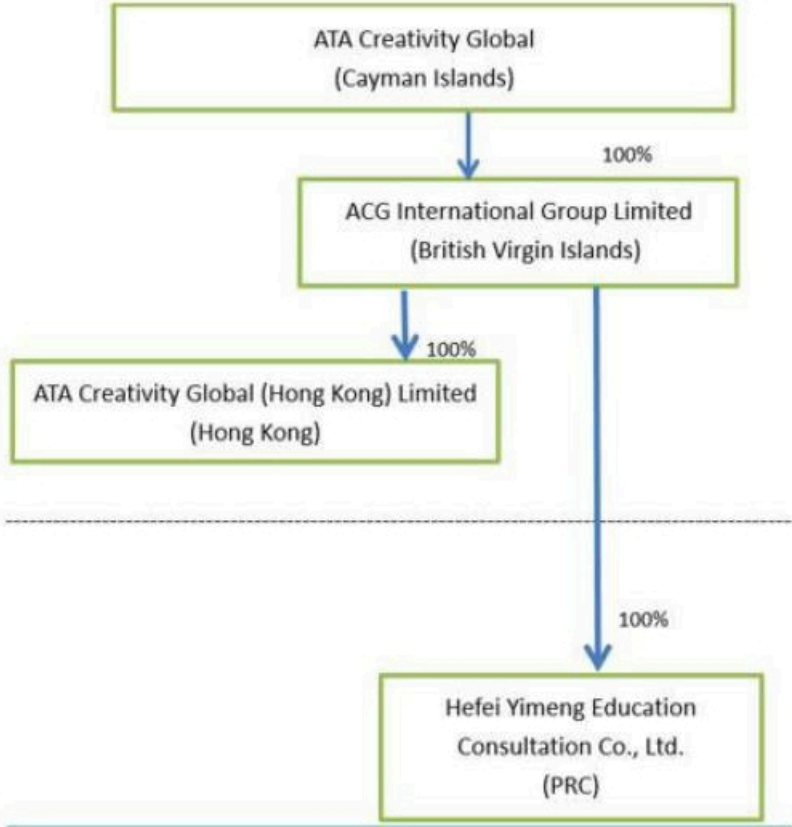 ATA Creativity Global
(Cayman Islands)
100%
ACG International Group Limited
(British Virgin Islands)
100%
ATA Creativity Global (Hong Kong) Limited
(Hong Kong)
100%
Hefei Yimeng Education
Consultation Co., Ltd.
(PRC)